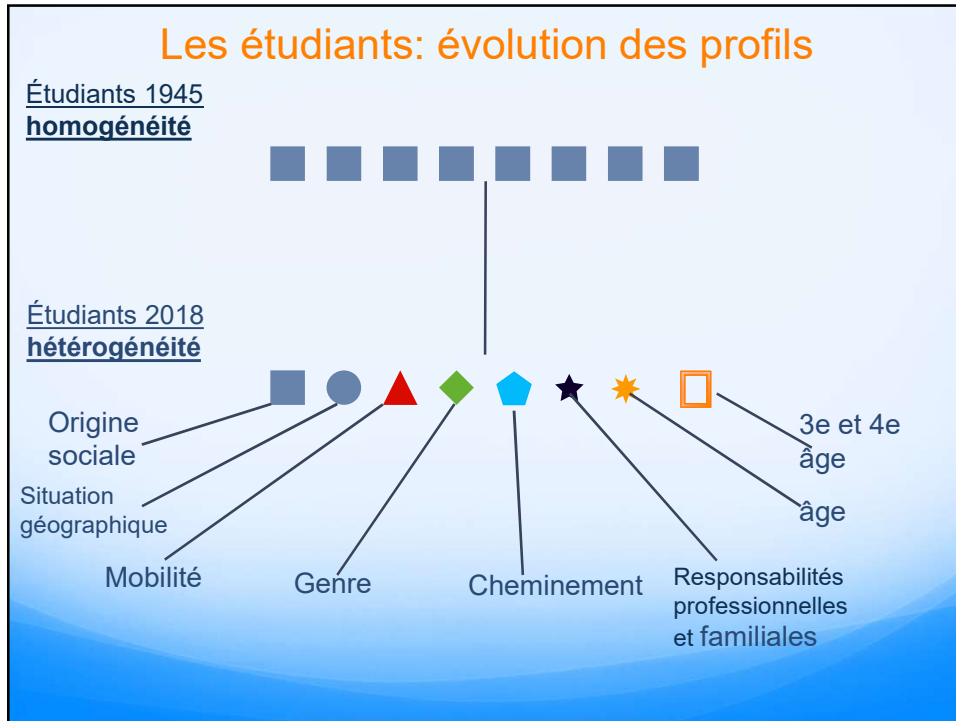 Les étudiants: évolution des profils
Étudiants 1945
homogénéité
Étudiants 2018
hétérogénéité
Origine
sociale
Situation
géographique
Mobilité
Genre
Cheminement
Responsabilités
professionnelles
et familiales
âge
3e et 4e
âge